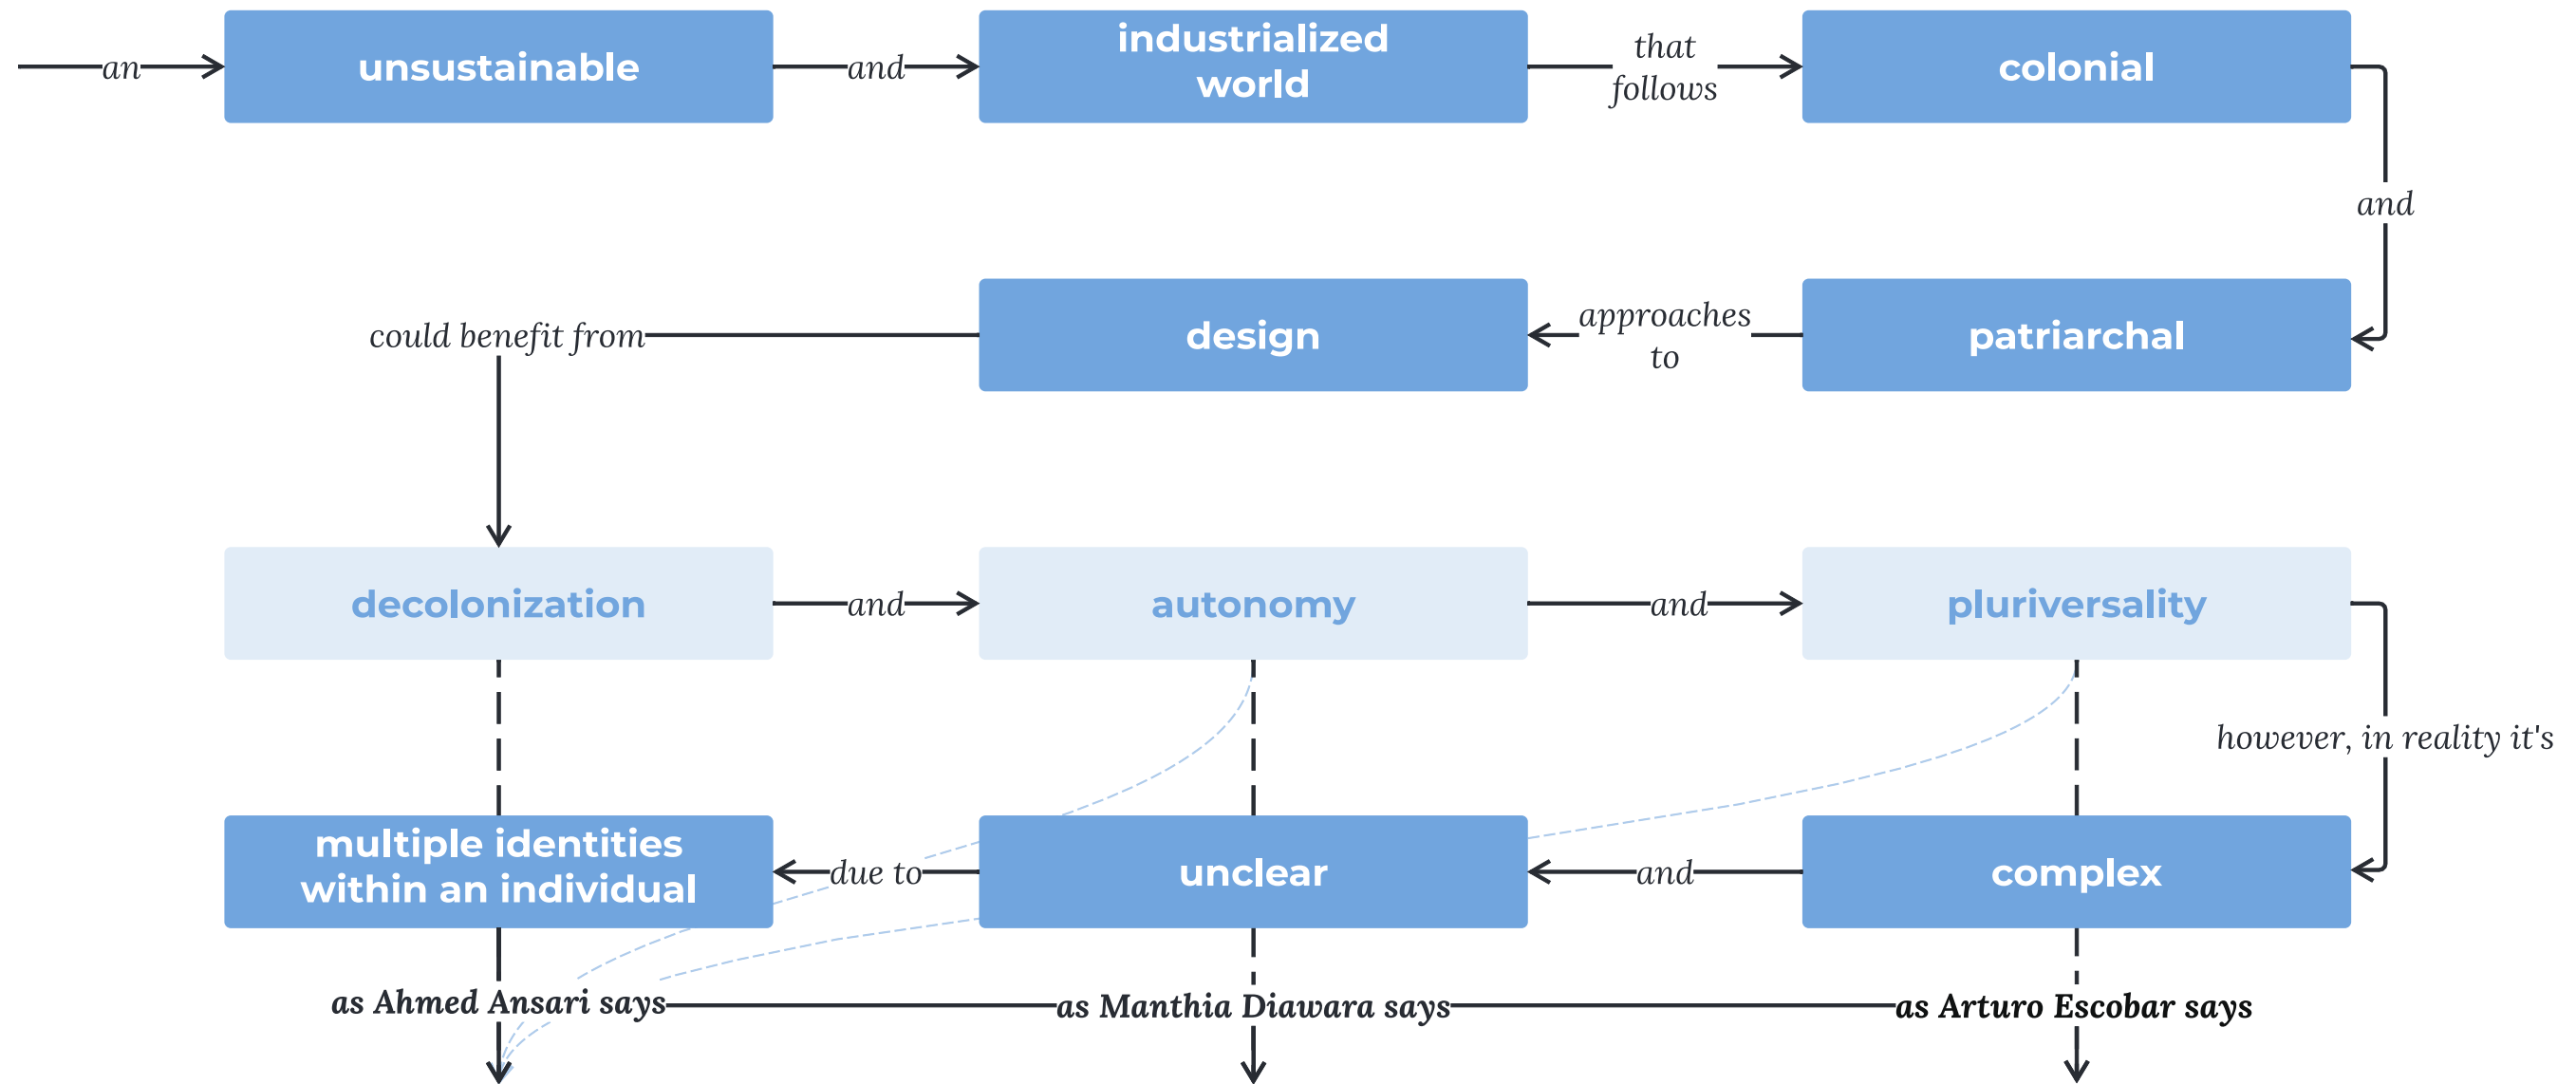 an
unsustainable
and
industrialized
world
that
follows
colonial
and
patriarchal
approaches
to
design
could benefit from
decolonization
and
autonomy
and
pluriversality
however, in reality it's
complex
and
unclear
due to
multiple identities
within an individual
as Ahmed Ansari says
as Manthia Diawara says
as Arturo Escobar says